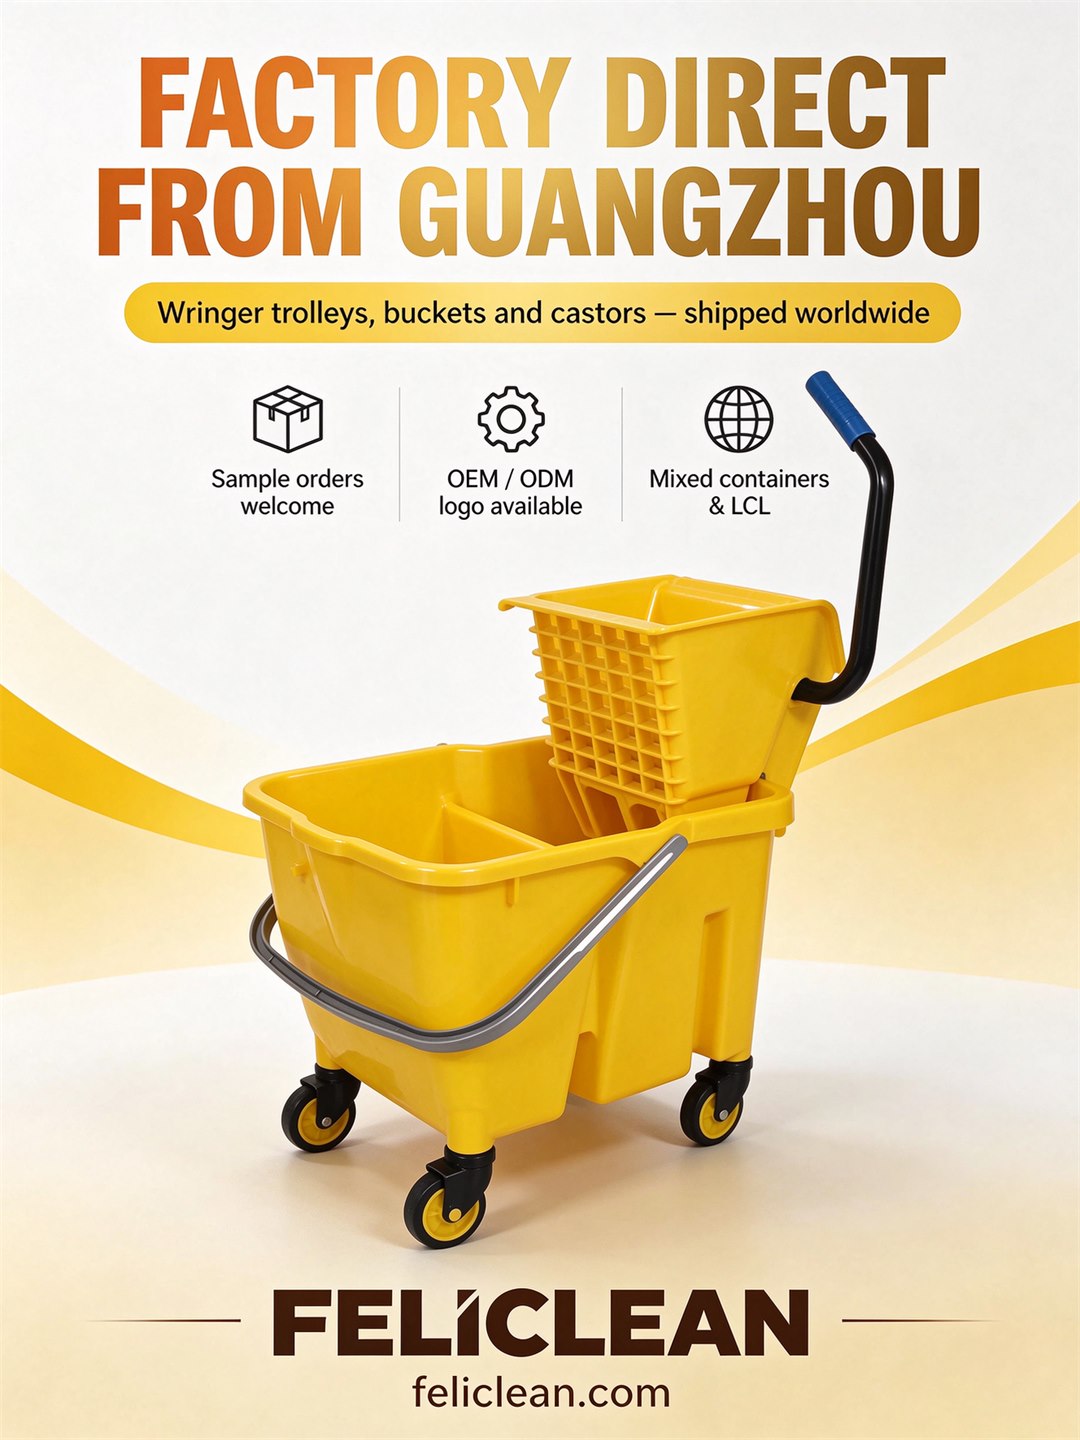 FACTORY DIRECT
FROM GUANGZHOU
Wringer trolleys, buckets and castors — shipped worldwide
Sample orders
welcome
OEM / ODM
logo available
Mixed containers
& LCL
FELICLEAN
feliclean.com